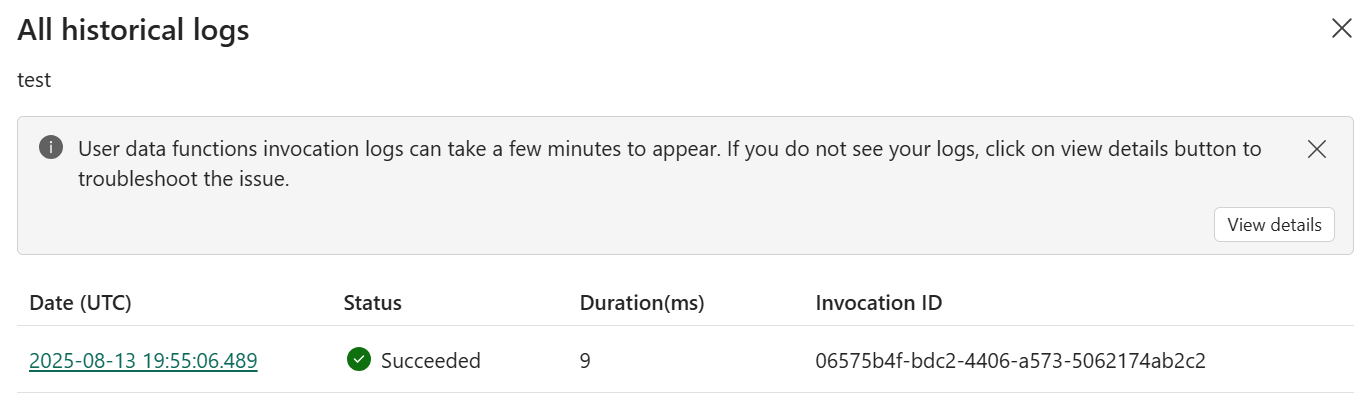 All historical logs
test
User data functions invocation logs can take a few minutes to appear. If you do not see your logs, click on view details button to
troubleshoot the issue.
View details
Date (UTC) Status Duration(ms) Invocation ID
2025-08-13 19:55:06.489 Succeeded 9 06575b4f-bdc2-4406-a573-5062174ab2c2